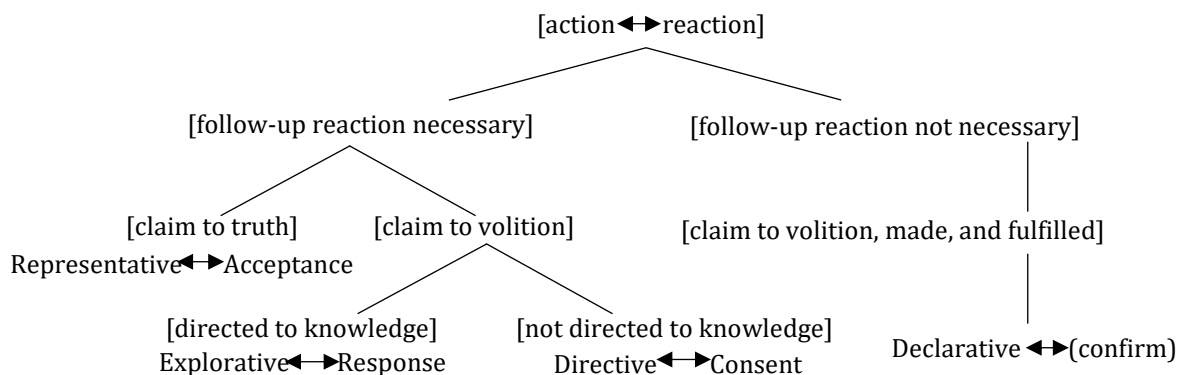 [action↔reaction]
[follow-up reaction necessary] [follow-up reaction not necessary]
[claim to truth] [claim to volition] [claim to volition, made, and fulfilled]
Representative↔Acceptance
[directed to knowledge] [not directed to knowledge]
Explorative↔Response Directive↔Consent Declarative↔(confirm)